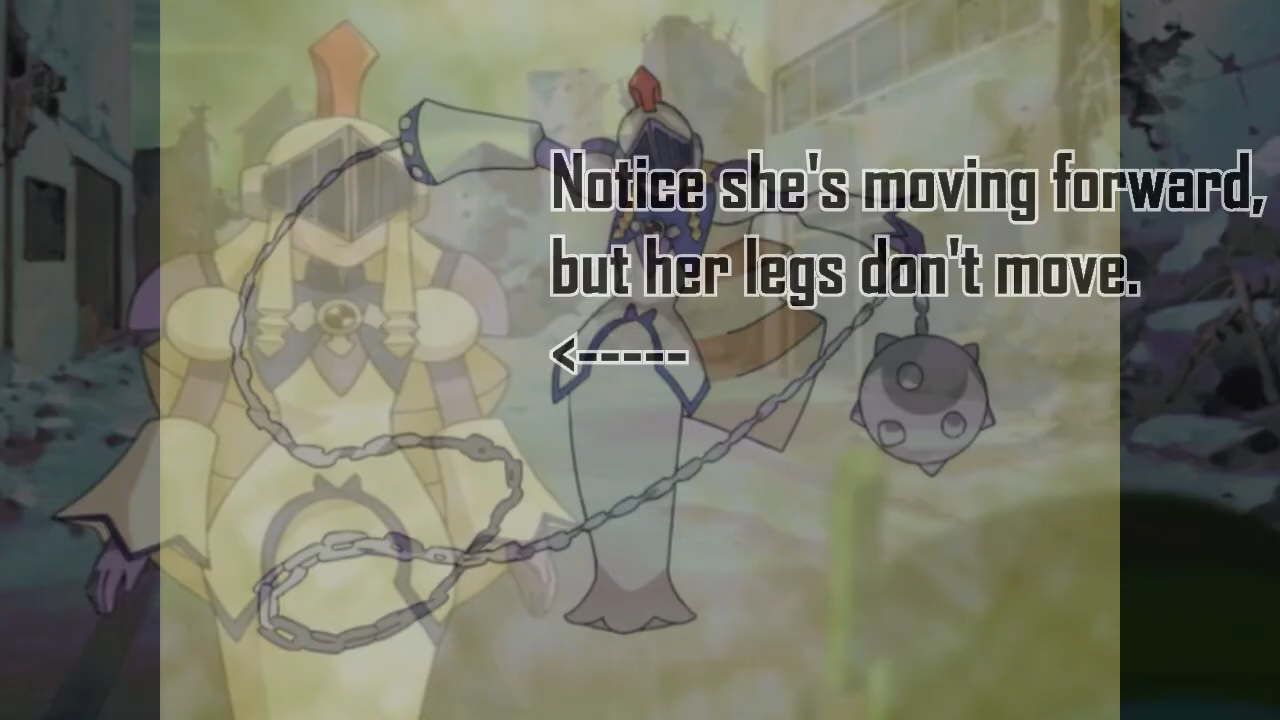 Notice she's moving forward,
but her legs don't move.
<-----